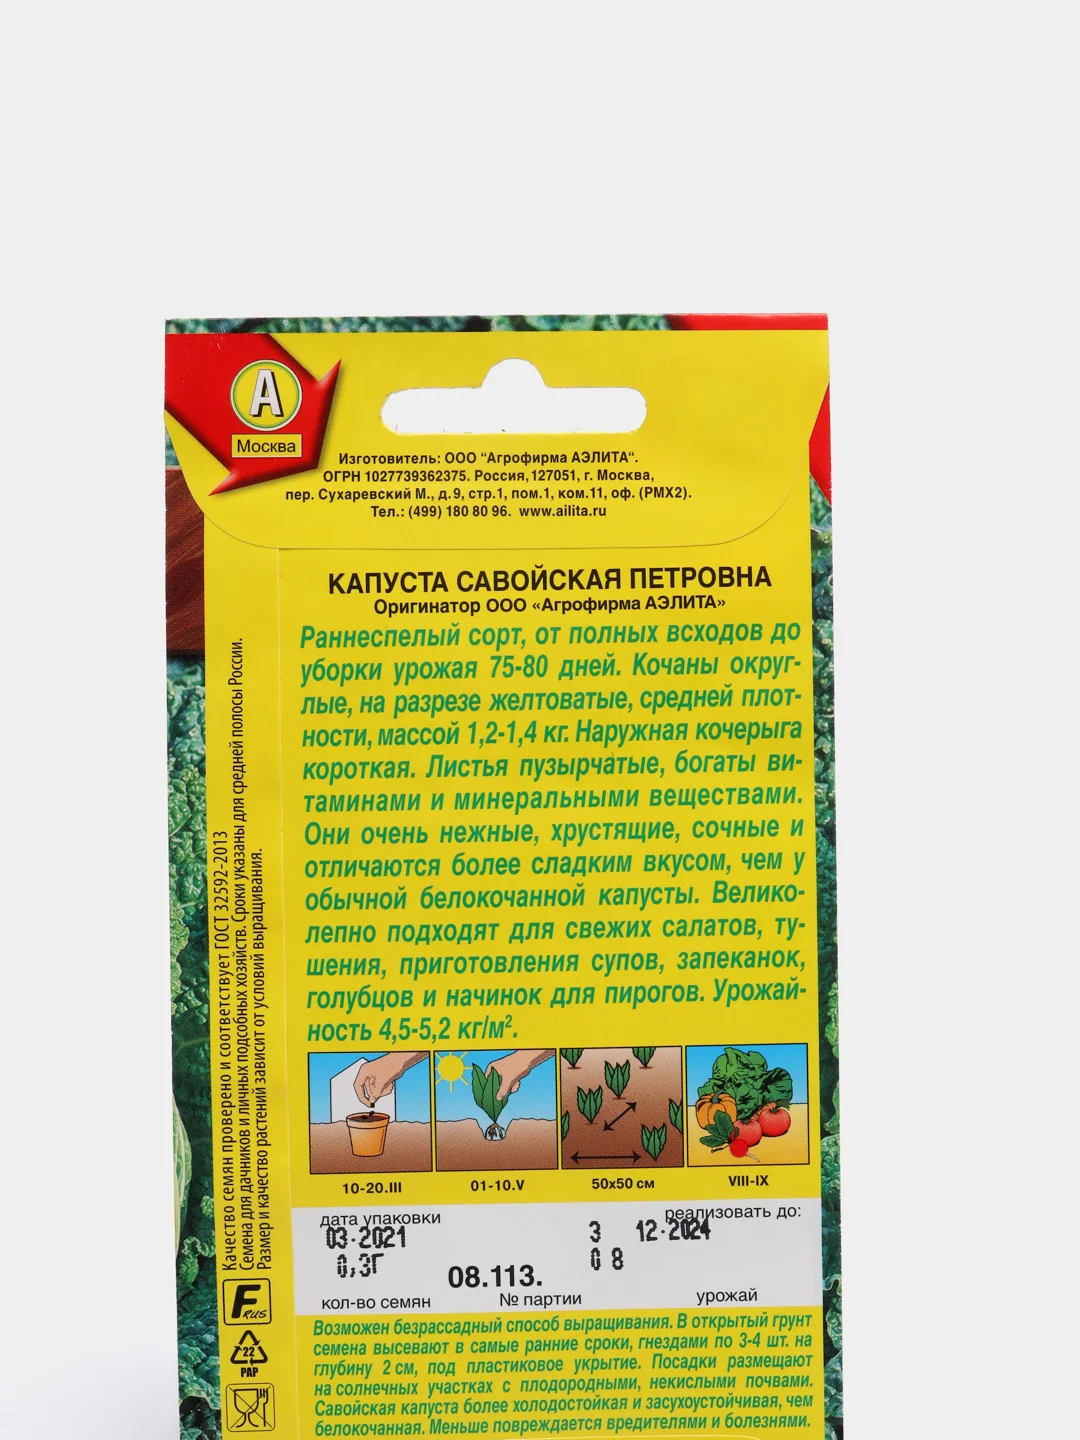 А
Москва
Изготовитель: ООО “Агрофирма АЭЛИТА“.
ОГРН 1027739362375. Россия,127051, г. Москва,
пер. Сухаревский М., д.9, стр.1, пом.1, ком.11, оф. (РМХ2).
Тел.: (499) 180 80 96. www.ailita.ru
КАПУСТА САВОЙСКАЯ ПЕТРОВНА
Оригинатор ООО «Агрофирма АЭЛИТА»
Раннеспелый сорт, от полных всходов до
уборки урожая 75-80 дней. Кочаны округ-
лые, на разрезе желтоватые, средней плот-
ности, массой 1,2-1,4 кг. Наружная кочерыга
короткая. Листья пузырчатые, богаты ви-
таминами и минеральными веществами.
Они очень нежные, хрустящие, сочные и
отличаются более сладким вкусом, чем у
обычной белокочанной капусты. Велико-
лепно подходят для свежих салатов, ту-
шения, приготовления супов, запеканок,
голубцов и начинок для пирогов. Урожай-
ность 4,5-5,2 кг/м².
10-20.III
01-10.V
50х50 см
VIII-IX
дата упаковки
реализовать до:
03·2021
3 12·2024
0,3Г
0 8
08.113.
кол-во семян
№ партии
урожай
Возможен безрассадный способ выращивания. В открытый грунт
семена высевают в самые ранние сроки, гнездами по 3-4 шт. на
глубину 2 см, под пластиковое укрытие. Посадки размещают
на солнечных участках с плодородными, некислыми почвами.
Савойская капуста более холодостойкая и засухоустойчивая, чем
белокочанная. Меньше повреждается вредителями и болезнями.
Качество семян проверено и соответствует ГОСТ 32592-2013
Семена для дачников и личных подсобных хозяйств. Сроки указаны для средней полосы России.
Размер и качество растений зависит от условий выращивания.
F RUS
22
PAP